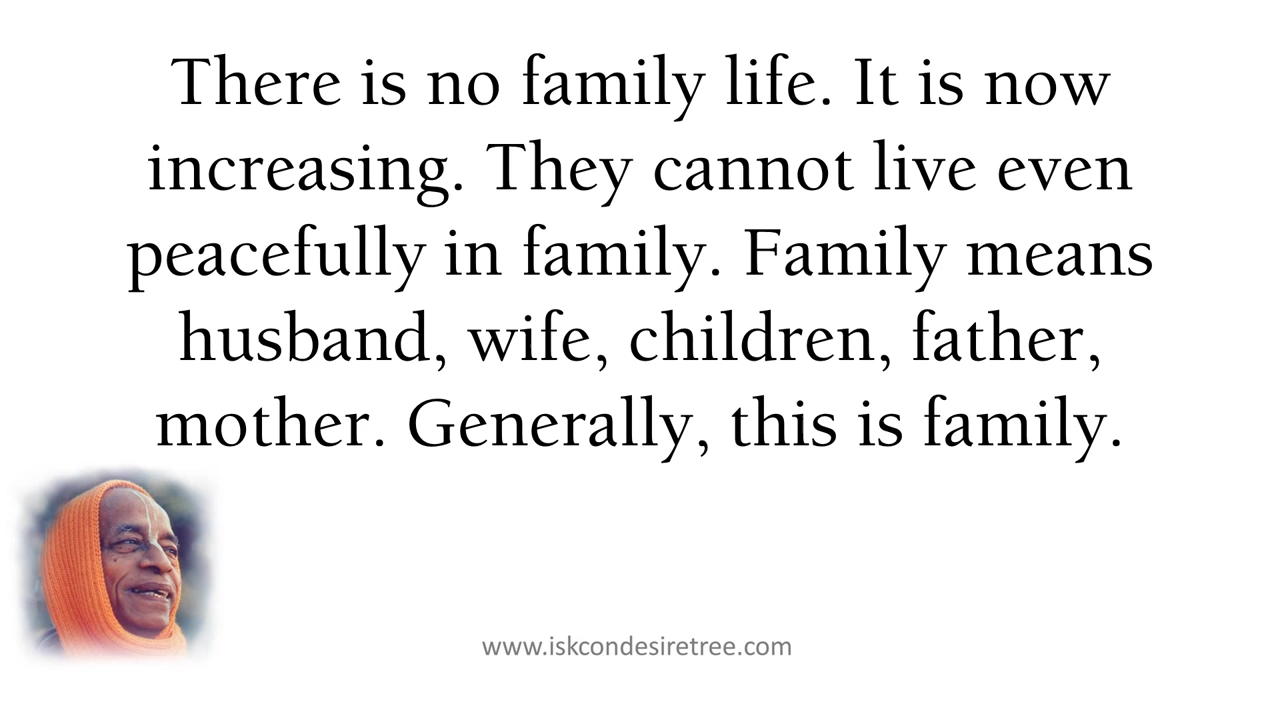 There is no family life. It is now
increasing. They cannot live even
peacefully in family. Family means
husband, wife, children, father,
mother. Generally, this is family.
www.iskcondesiretree.com